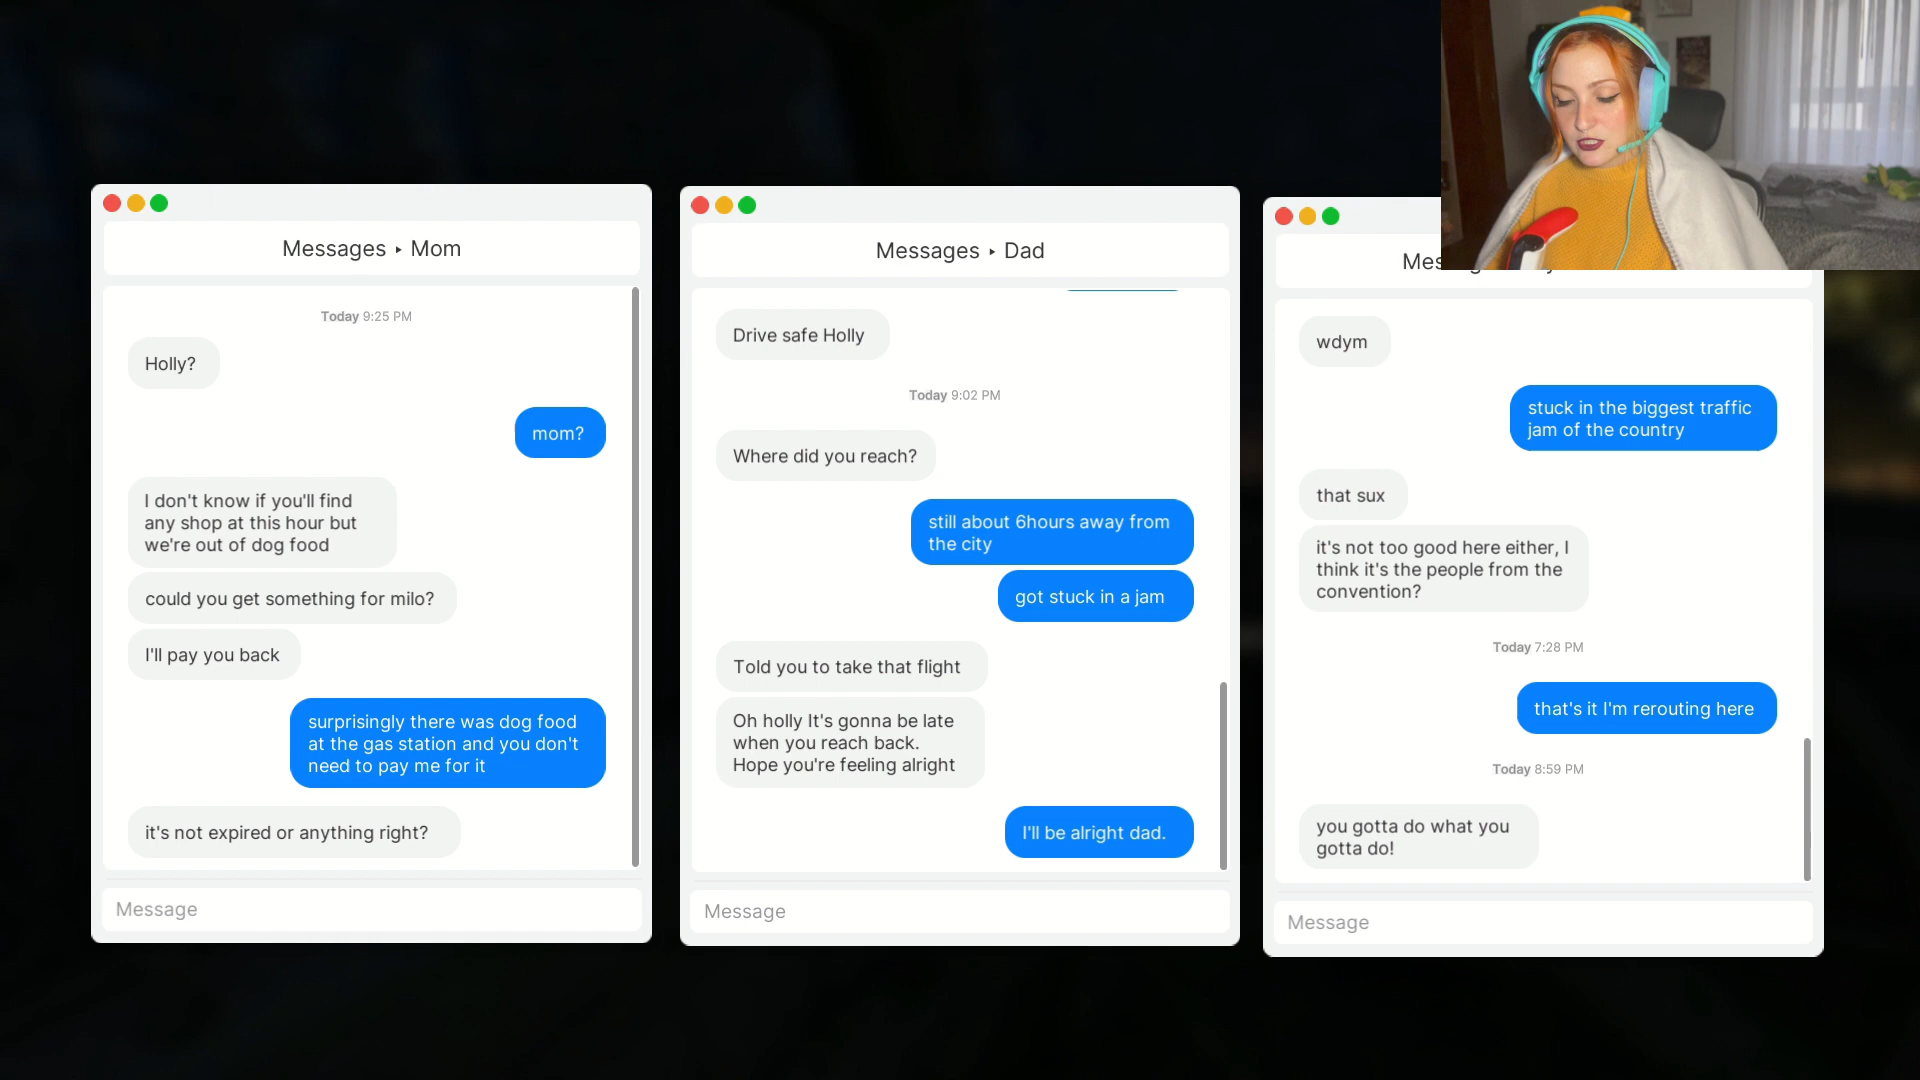 Messages ▸ Mom
Today 9:25 PM
Holly?
mom?
I don't know if you'll find
any shop at this hour but
we're out of dog food
could you get something for milo?
I'll pay you back
surprisingly there was dog food
at the gas station and you don't
need to pay me for it
it's not expired or anything right?
Message
Messages ▸ Dad
Drive safe Holly
Today 9:02 PM
Where did you reach?
still about 6hours away from
the city
got stuck in a jam
Told you to take that flight
Oh holly It's gonna be late
when you reach back.
Hope you're feeling alright
I'll be alright dad.
Message
wdym
stuck in the biggest traffic
jam of the country
that sux
it's not too good here either, I
think it's the people from the
convention?
Today 7:28 PM
that's it I'm rerouting here
Today 8:59 PM
you gotta do what you
gotta do!
Message